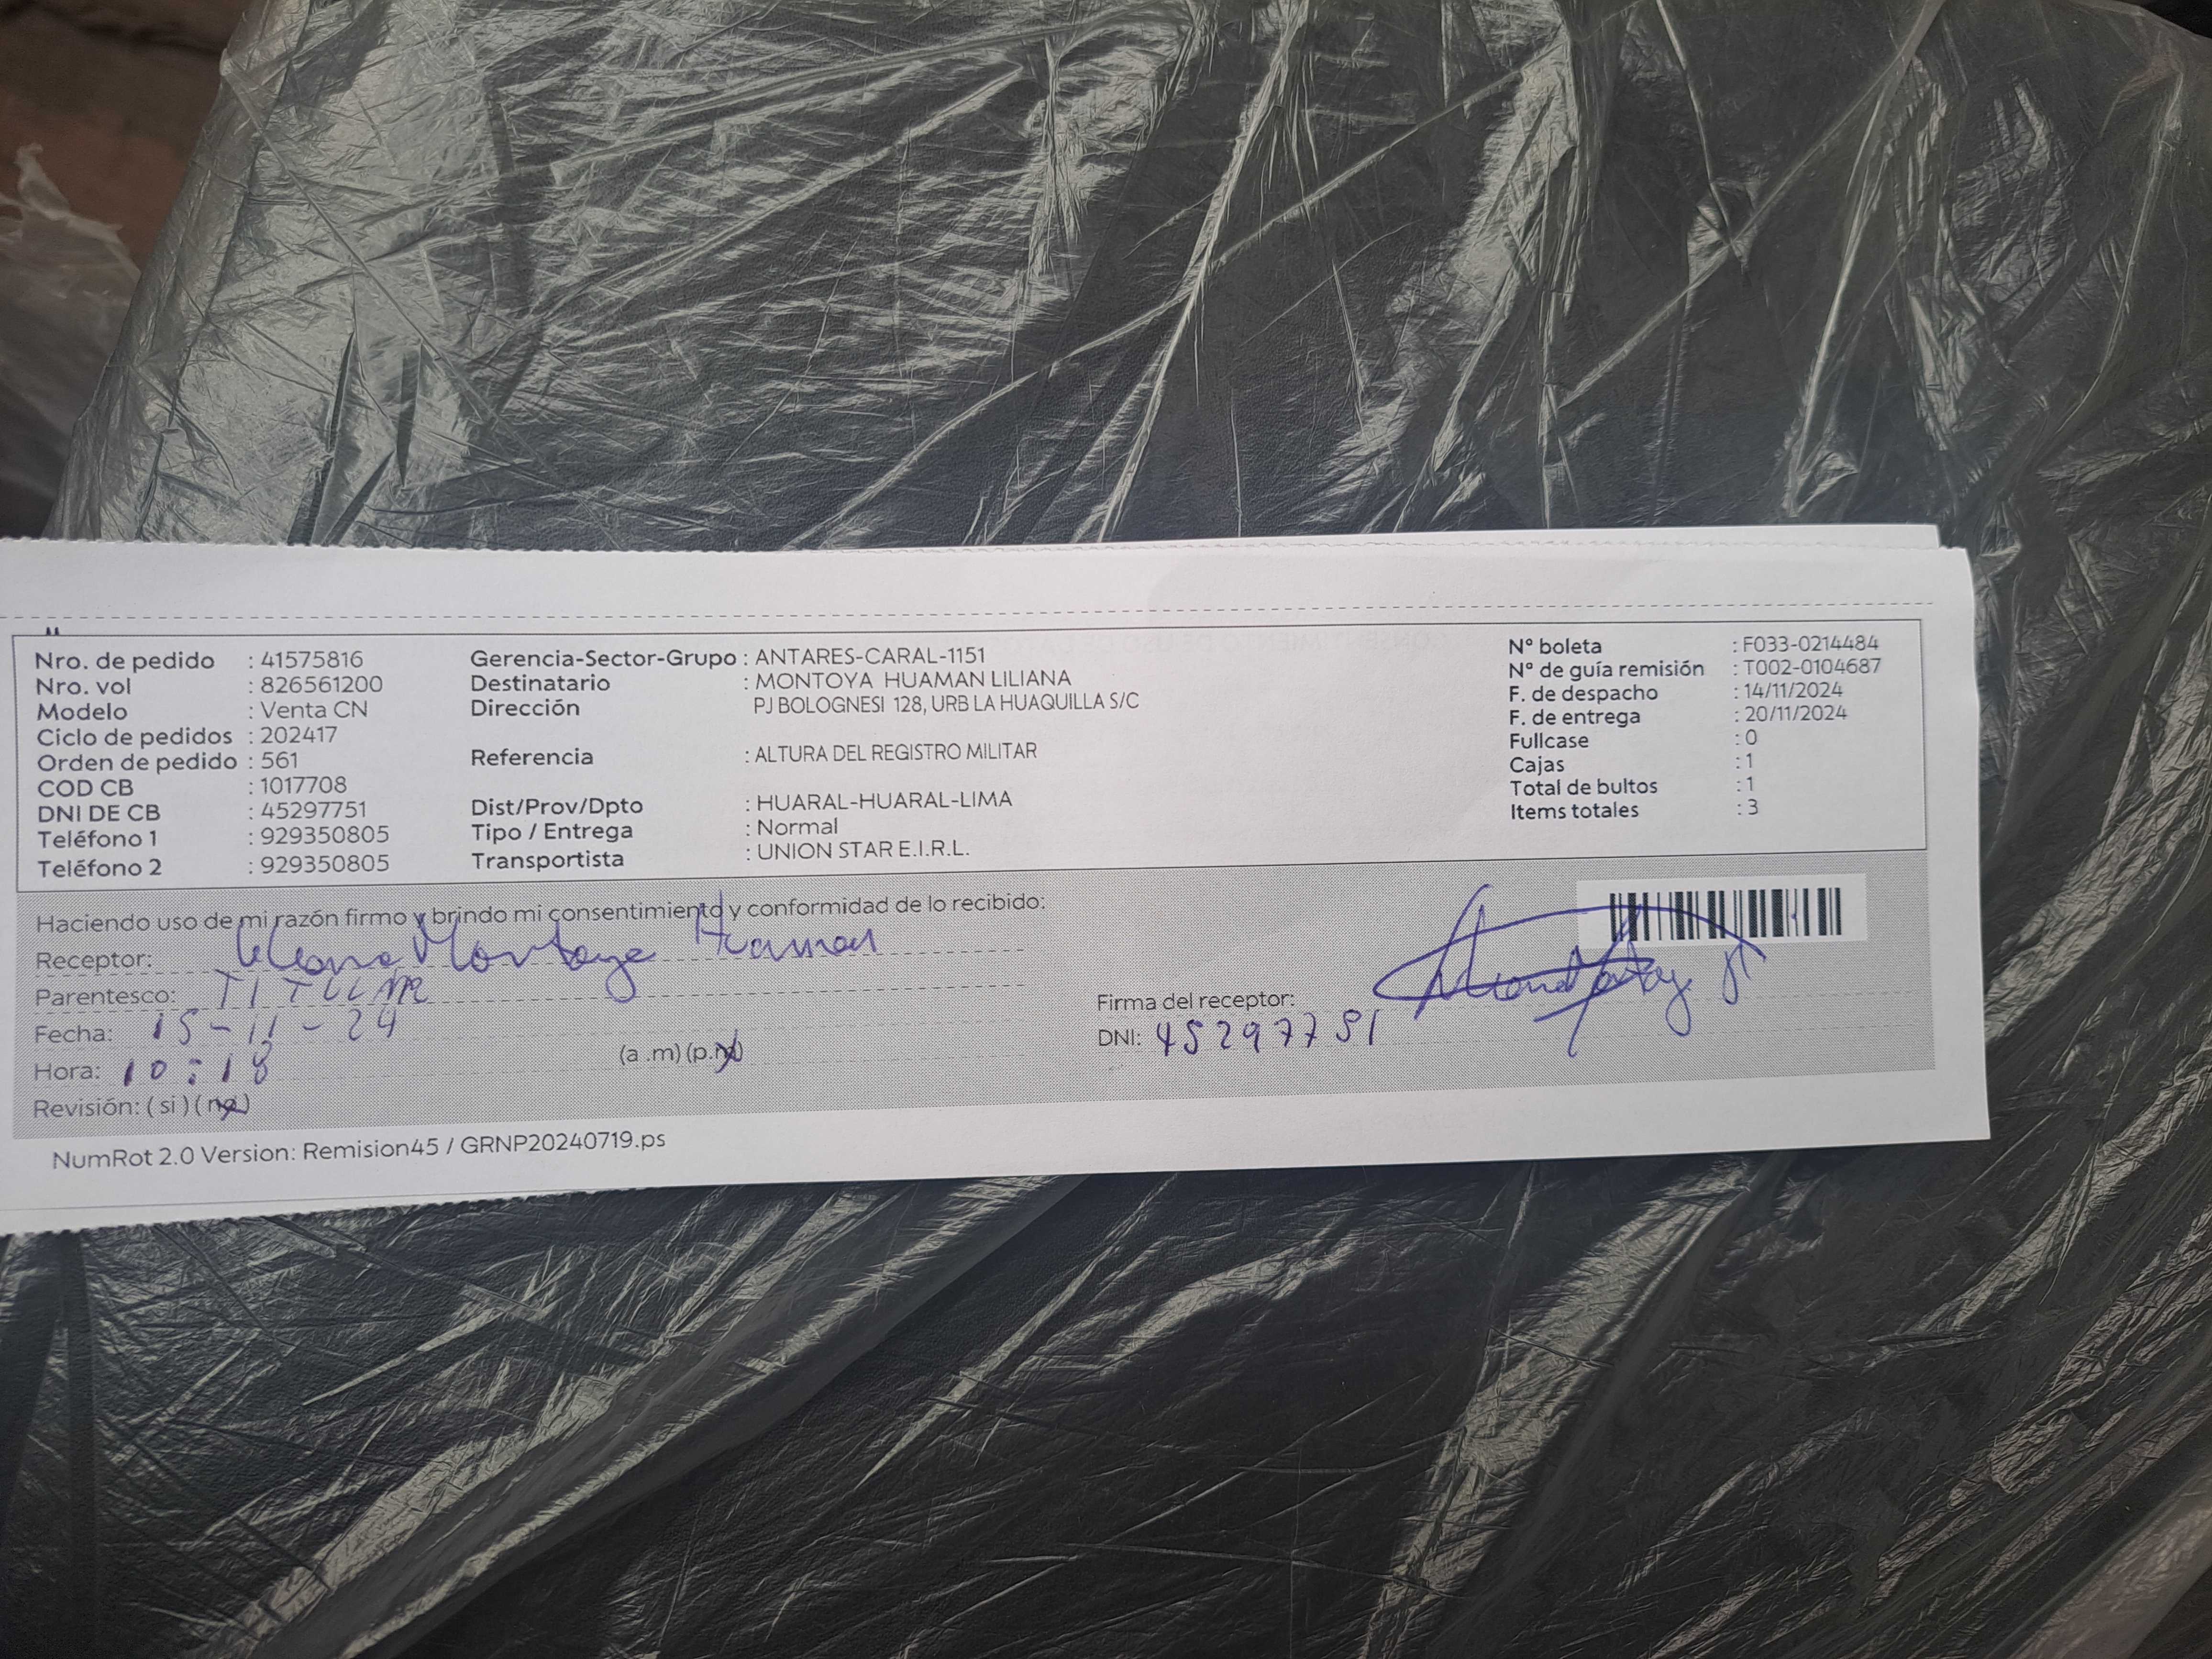 Nro. de pedido : 41575816
Nro. vol : 826561200
Modelo : Venta CN
Ciclo de pedidos : 202417
Orden de pedido : 561
COD CB : 1017708
DNI DE CB : 45297751
Teléfono 1 : 929350805
Teléfono 2 : 929350805
Gerencia-Sector-Grupo : ANTARES-CARAL-1151
Destinatario : MONTOYA HUAMAN LILIANA
Dirección PJ BOLOGNESI 128, URB LA HUAQUILLA S/C
Referencia : ALTURA DEL REGISTRO MILITAR
Dist/Prov/Dpto : HUARAL-HUARAL-LIMA
Tipo / Entrega : Normal
Transportista : UNION STAR E.I.R.L.
Nº boleta : F033-0214484
Nº de guía remisión : T002-0104687
F. de despacho : 14/11/2024
F. de entrega : 20/11/2024
Fullcase : 0
Cajas : 1
Total de bultos : 1
Items totales : 3
Haciendo uso de mi razón firmo y brindo mi consentimiento y conformidad de lo recibido:
Receptor: Liliana Montoya Huaman
Parentesco:
Fecha: 15-11-24
Hora: 10:18 (a .m) (p.m)
Revisión: ( si ) ( no )
Firma del receptor:
DNI: 45297751
NumRot 2.0 Version: Remision45 / GRNP20240719.ps